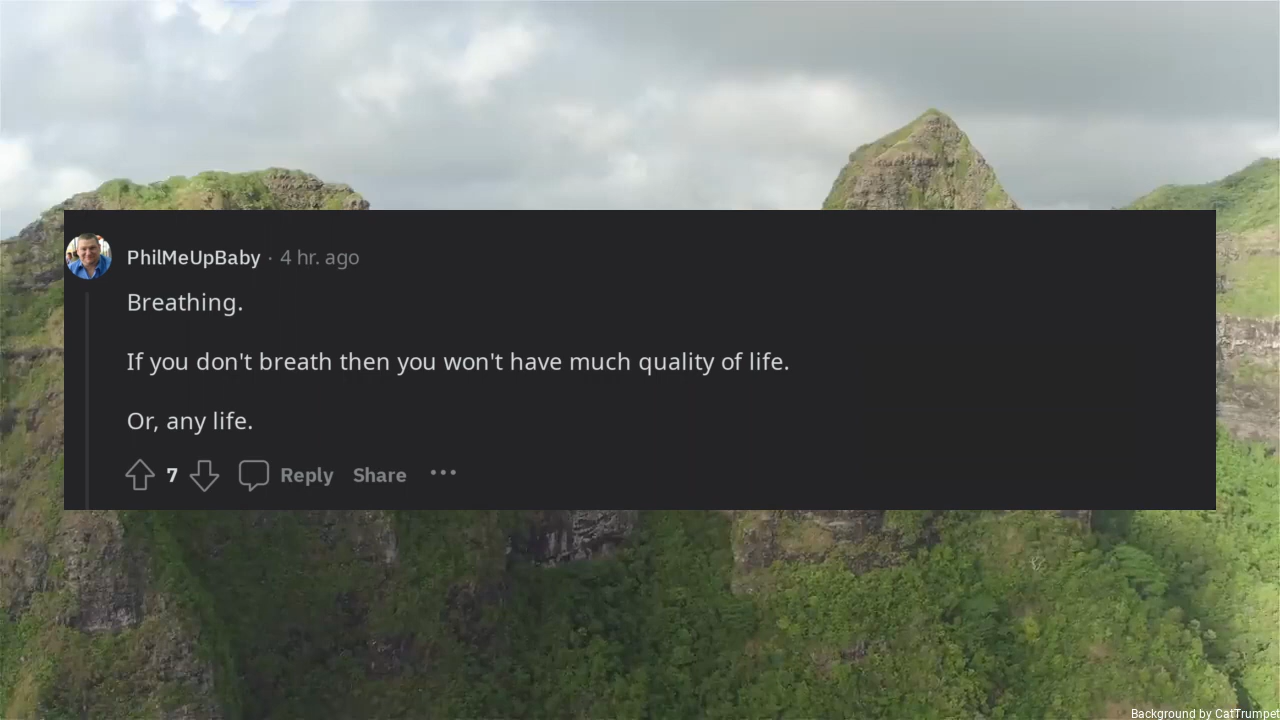 PhilMeUpBaby · 4 hr. ago
Breathing.
If you don't breath then you won't have much quality of life.
Or, any life.
7 Reply Share ···
Background by CatTrumpet